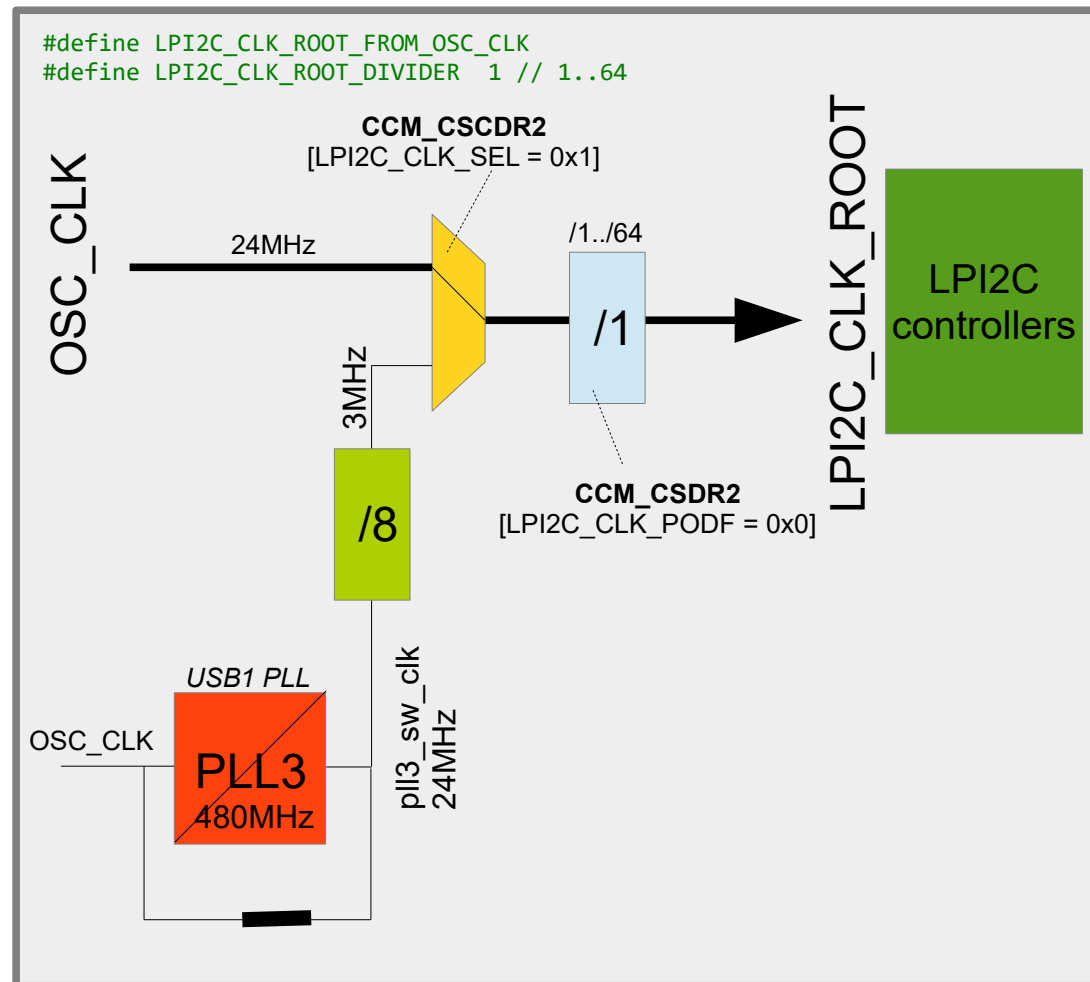 #define LPI2C_CLK_ROOT_FROM_OSC_CLK
#define LPI2C_CLK_ROOT_DIVIDER 1 // 1..64
CCM_CSCDR2
[LPI2C_CLK_SEL = 0x1]
OSC_CLK
24MHz
/1../64
/1
LPI2C_CLK_ROOT
LPI2C
controllers
3MHz
CCM_CSDR2
[LPI2C_CLK_PODF = 0x0]
/8
pll3_sw_clk
24MHz
USB1 PLL
OSC_CLK
PLL3
480MHz